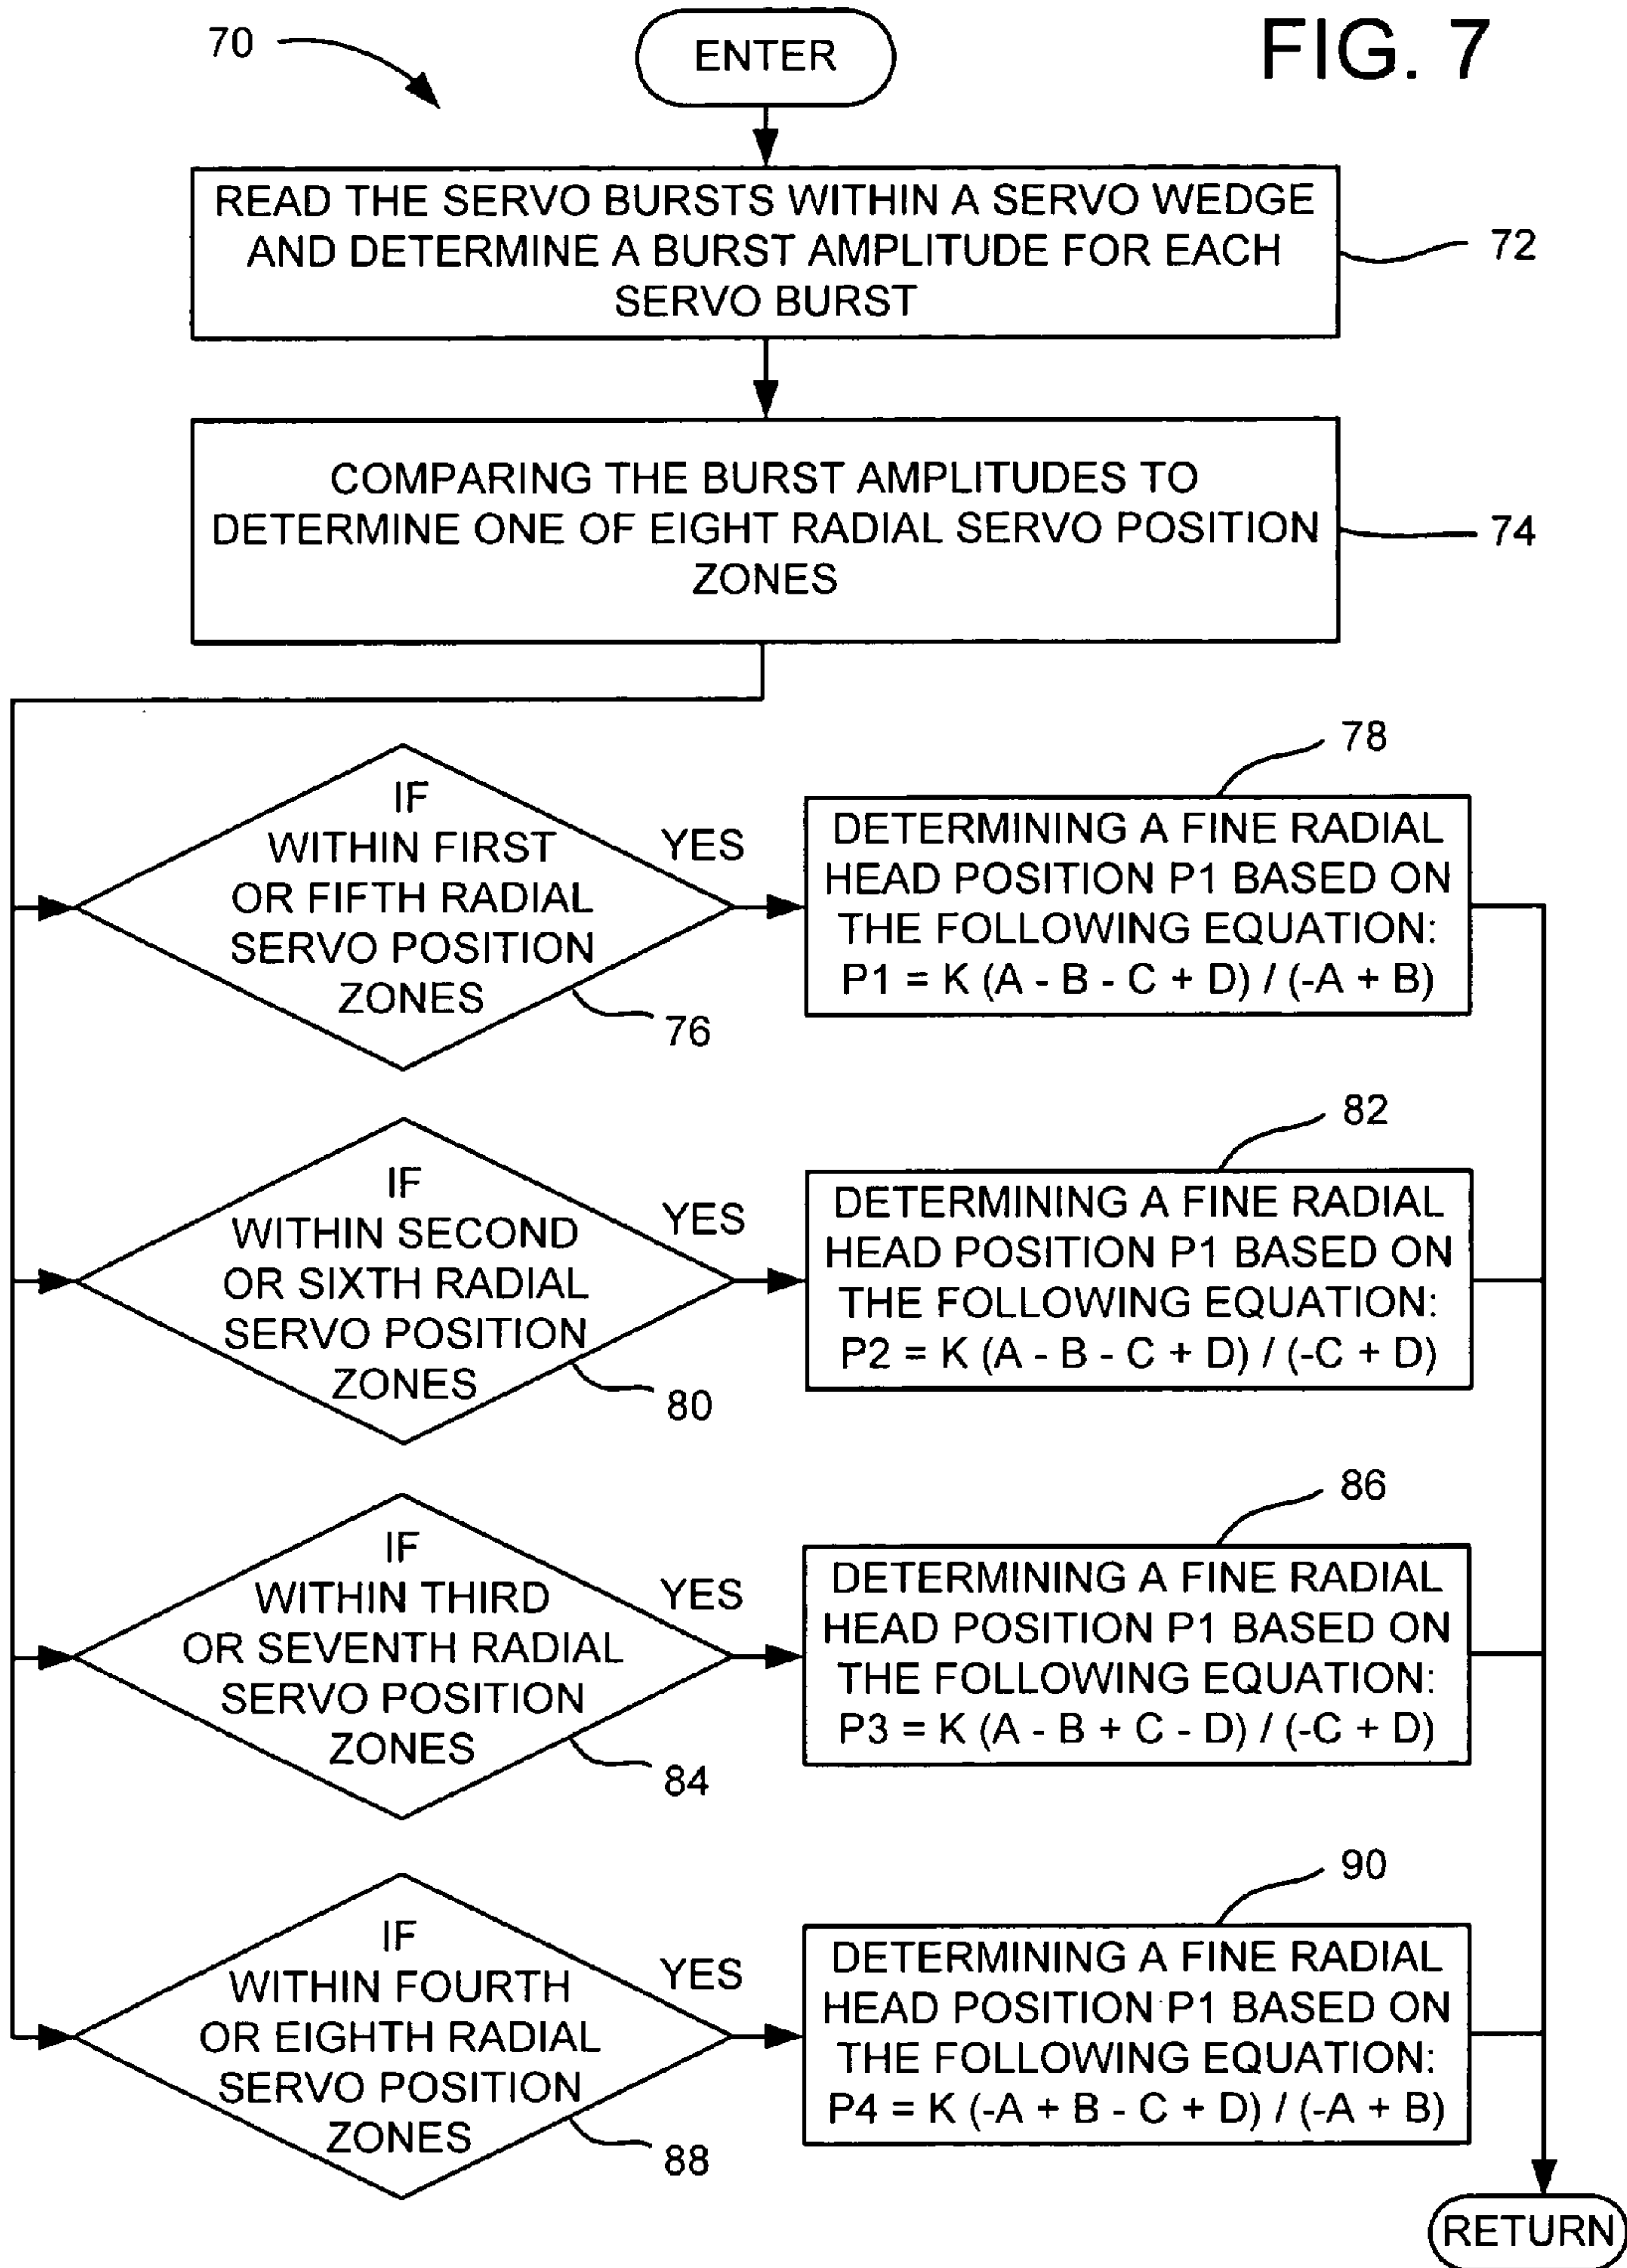 FIG. 7
70
ENTER
READ THE SERVO BURSTS WITHIN A SERVO WEDGE
AND DETERMINE A BURST AMPLITUDE FOR EACH
SERVO BURST
72
COMPARING THE BURST AMPLITUDES TO
DETERMINE ONE OF EIGHT RADIAL SERVO POSITION
ZONES
74
IF
WITHIN FIRST
OR FIFTH RADIAL
SERVO POSITION
ZONES
76
YES
78
DETERMINING A FINE RADIAL
HEAD POSITION P1 BASED ON
THE FOLLOWING EQUATION:
P1 = K (A - B - C + D) / (-A + B)
IF
WITHIN SECOND
OR SIXTH RADIAL
SERVO POSITION
ZONES
80
YES
82
DETERMINING A FINE RADIAL
HEAD POSITION P1 BASED ON
THE FOLLOWING EQUATION:
P2 = K (A - B - C + D) / (-C + D)
IF
WITHIN THIRD
OR SEVENTH RADIAL
SERVO POSITION
ZONES
84
YES
86
DETERMINING A FINE RADIAL
HEAD POSITION P1 BASED ON
THE FOLLOWING EQUATION:
P3 = K (A - B + C - D) / (-C + D)
IF
WITHIN FOURTH
OR EIGHTH RADIAL
SERVO POSITION
ZONES
88
YES
90
DETERMINING A FINE RADIAL
HEAD POSITION P1 BASED ON
THE FOLLOWING EQUATION:
P4 = K (-A + B - C + D) / (-A + B)
RETURN